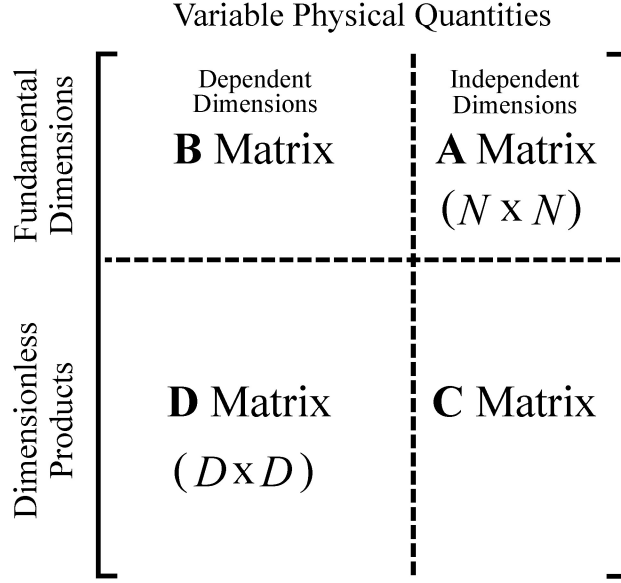 Variable Physical Quantities
Fundamental
Dimensions
Dependent
Dimensions
B Matrix
Independent
Dimensions
A Matrix
(N x N)
Dimensionless
Products
D Matrix
(D x D)
C Matrix